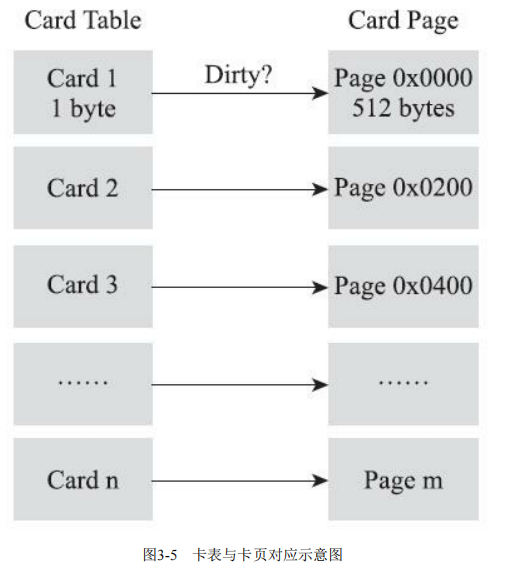 Card Table
Card Page
Card 1
1 byte
Dirty?
Page 0x0000
512 bytes
Card 2
Page 0x0200
Card 3
Page 0x0400
……
……
Card n
Page m
图3-5 卡表与卡页对应示意图